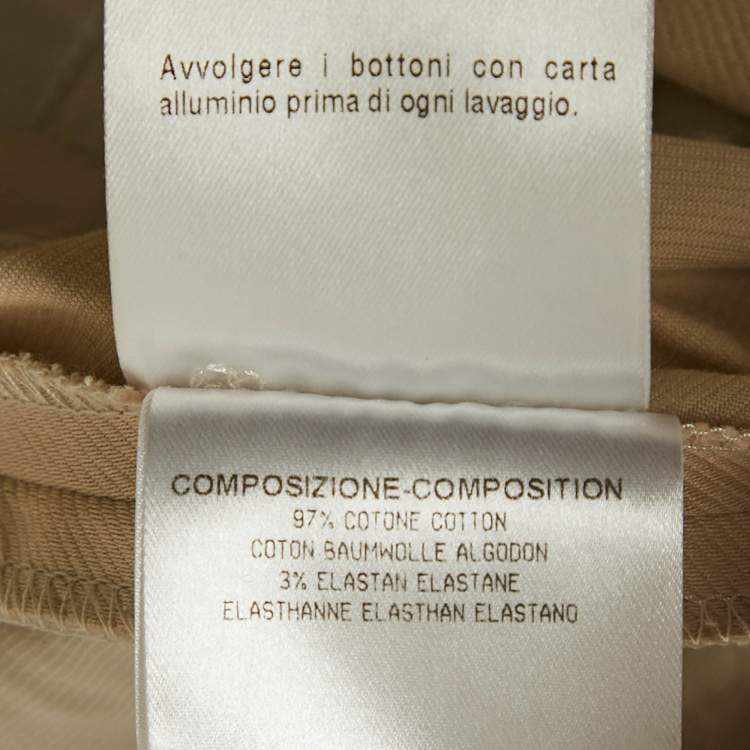 Avvolgere i bottoni con carta
alluminio prima di ogni lavaggio.
COMPOSIZIONE-COMPOSITION
97% COTONE COTTON
COTON BAUMWOLLE ALGODON
3% ELASTAN ELASTANE
ELASTHANNE ELASTHAN ELASTANO